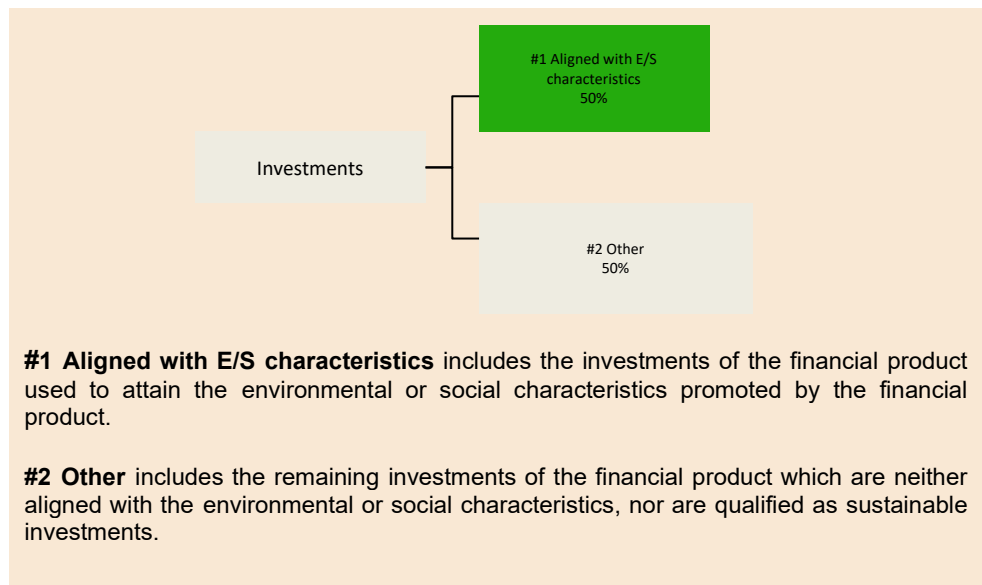 #1 Aligned with E/S
characteristics
50%
Investments
#2 Other
50%
#1 Aligned with E/S characteristics includes the investments of the financial product
used to attain the environmental or social characteristics promoted by the financial
product.
#2 Other includes the remaining investments of the financial product which are neither
aligned with the environmental or social characteristics, nor are qualified as sustainable
investments.